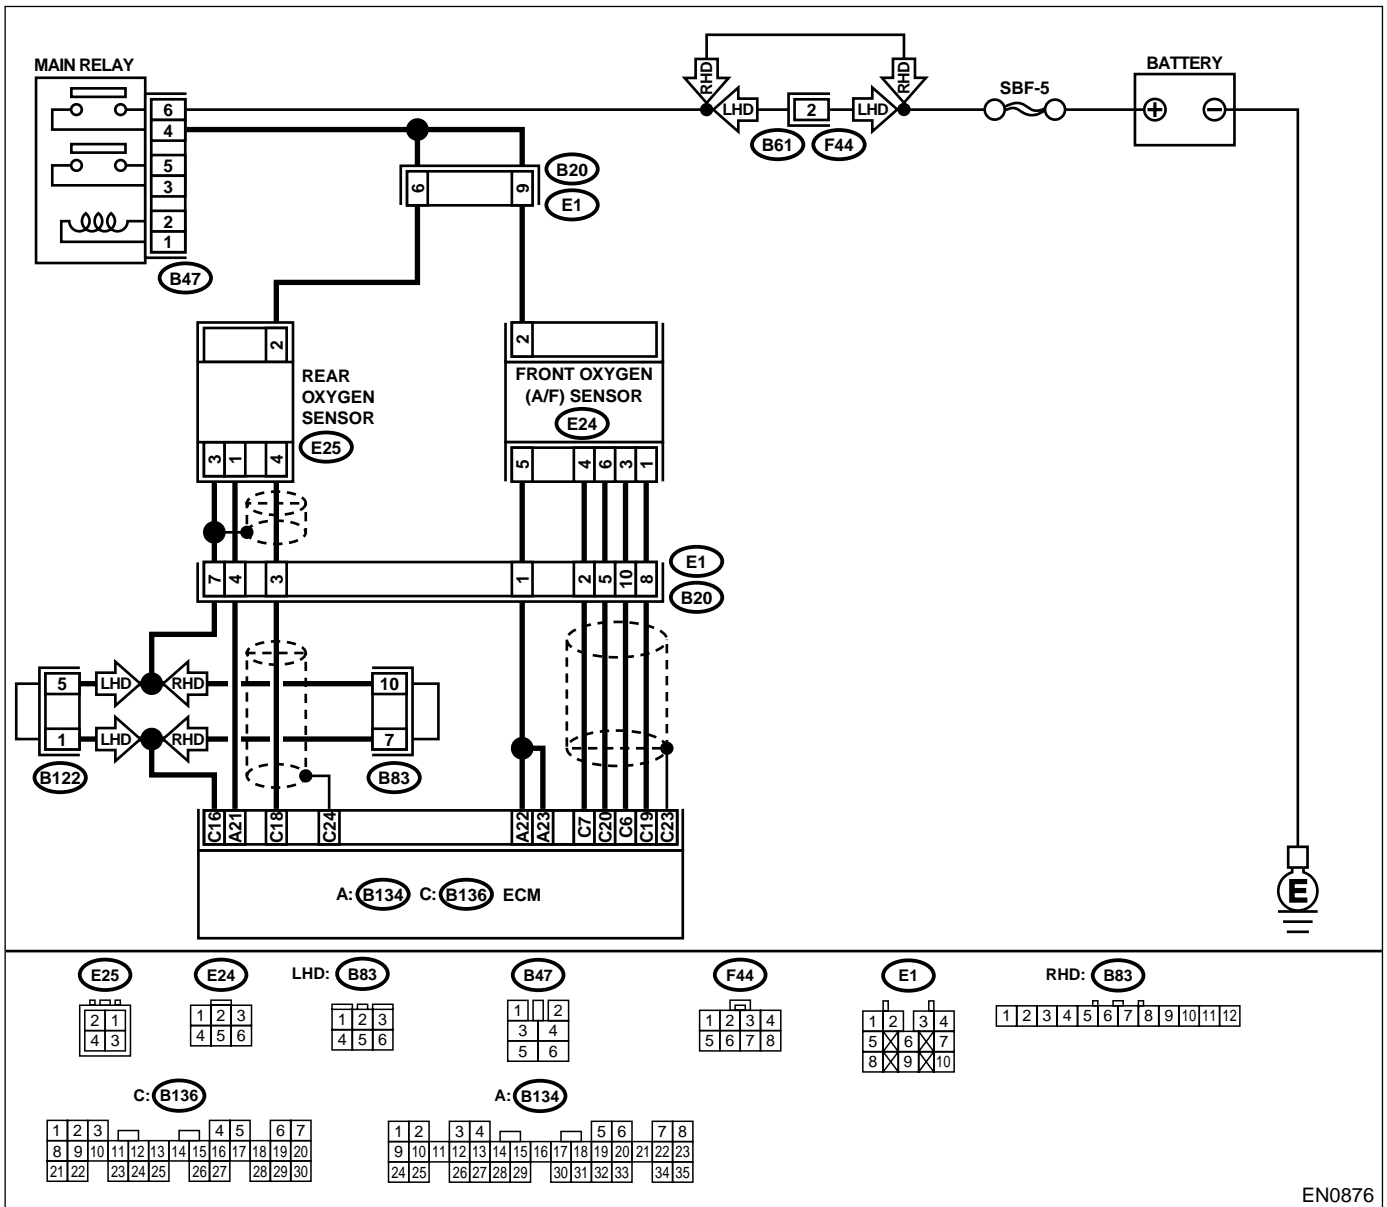 MAIN RELAY
BATTERY
SBF-5
RHD
RHD
LHD
2
LHD
B61
F44
6
4
5
3
2
1
B47
6
9
B20
E1
2
REAR
OXYGEN
SENSOR
E25
3 1 4
2
FRONT OXYGEN
(A/F) SENSOR
E24
5 4 6 3 1
7 4 3 1 2 5 10 8
E1
B20
5 LHD RHD 10
1 LHD RHD 7
B122
B83
C16 A21 C18 C24 A22 A23 C7 C20 C6 C19 C23
A: B134 C: B136 ECM
E
E25
2 1
4 3
E24
1 2 3
4 5 6
LHD: B83
1 2 3
4 5 6
B47
1 2
3 4
5 6
F44
1 2 3 4
5 6 7 8
E1
1 2 3 4
5 6 7
8 9 10
RHD: B83
1 2 3 4 5 6 7 8 9 10 11 12
C: B136
1 2 3 4 5 6 7
8 9 10 11 12 13 14 15 16 17 18 19 20
21 22 23 24 25 26 27 28 29 30
A: B134
1 2 3 4 5 6 7 8
9 10 11 12 13 14 15 16 17 18 19 20 21 22 23
24 25 26 27 28 29 30 31 32 33 34 35
EN0876